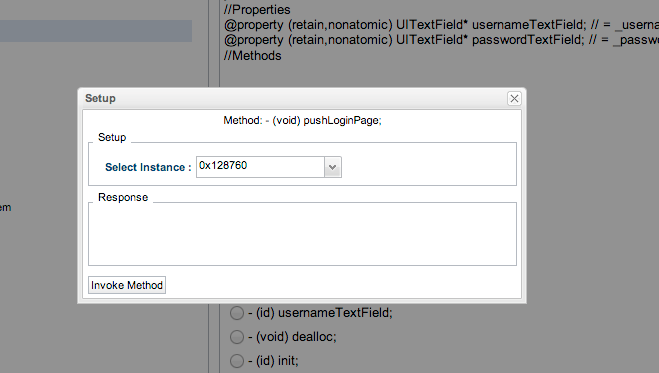 //Properties
@property (retain,nonatomic) UITextField* usernameTextField; // = _userna
@property (retain,nonatomic) UITextField* passwordTextField; // = _passw
//Methods
Setup
Method: - (void) pushLoginPage;
Setup
Select Instance : 0x128760
Response
em
Invoke Method
- (id) usernameTextField;
- (void) dealloc;
- (id) init;